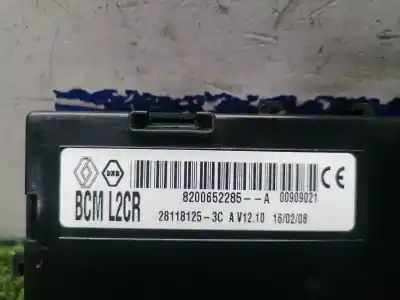 8200652285--A 00909021
BCM L2CR
28118125-3C A V12.10 16/02/08
CE